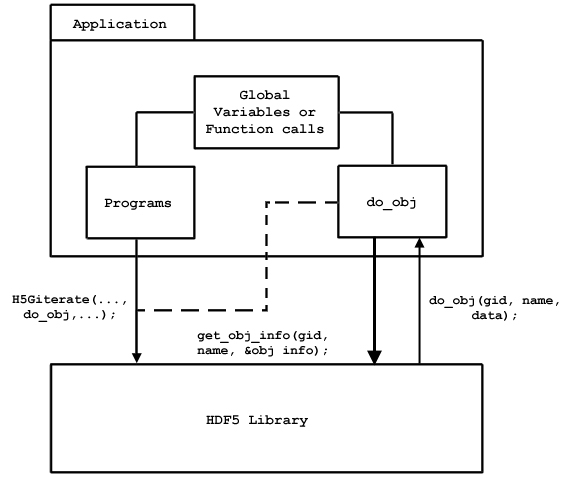 Application
Global
Variables or
Function calls
Programs
do_obj
H5Giterate(...,
do_obj,...);
do_obj(gid, name,
data);
get_obj_info(gid,
name, &obj info);
HDF5 Library